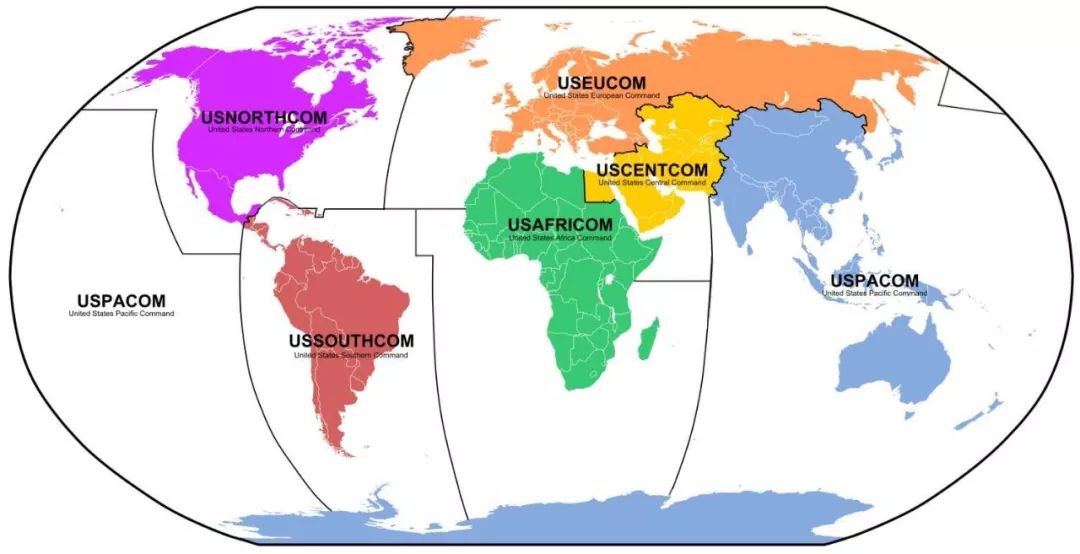 USEUCOM
United States European Command
USNORTHCOM
United States Northern Command
USCENTCOM
United States Central Command
USAFRICOM
United States Africa Command
USPACOM
United States Pacific Command
USPACOM
United States Pacific Command
USSOUTHCOM
United States Southern Command